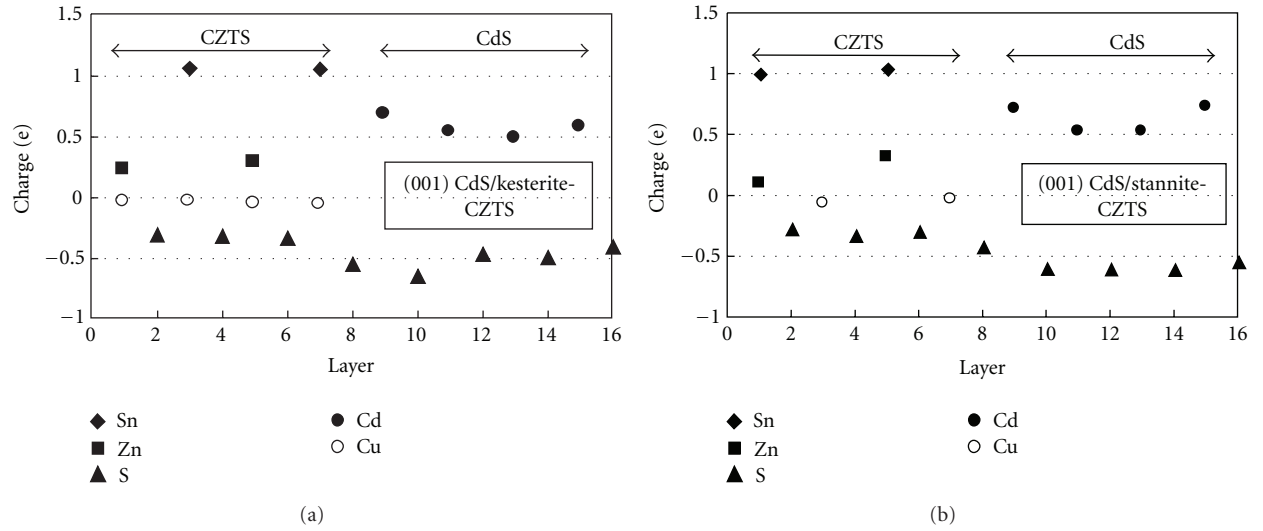 1.5
1
0.5
0
−0.5
−1
Charge (e)
CZTS
CdS
(001) CdS/kesterite-
CZTS
0 2 4 6 8 10 12 14 16
Layer
Sn
Zn
S
Cd
Cu
(a)
1.5
1
0.5
0
−0.5
−1
Charge (e)
CZTS
CdS
(001) CdS/stannite-
CZTS
0 2 4 6 8 10 12 14 16
Layer
Sn
Zn
S
Cd
Cu
(b)